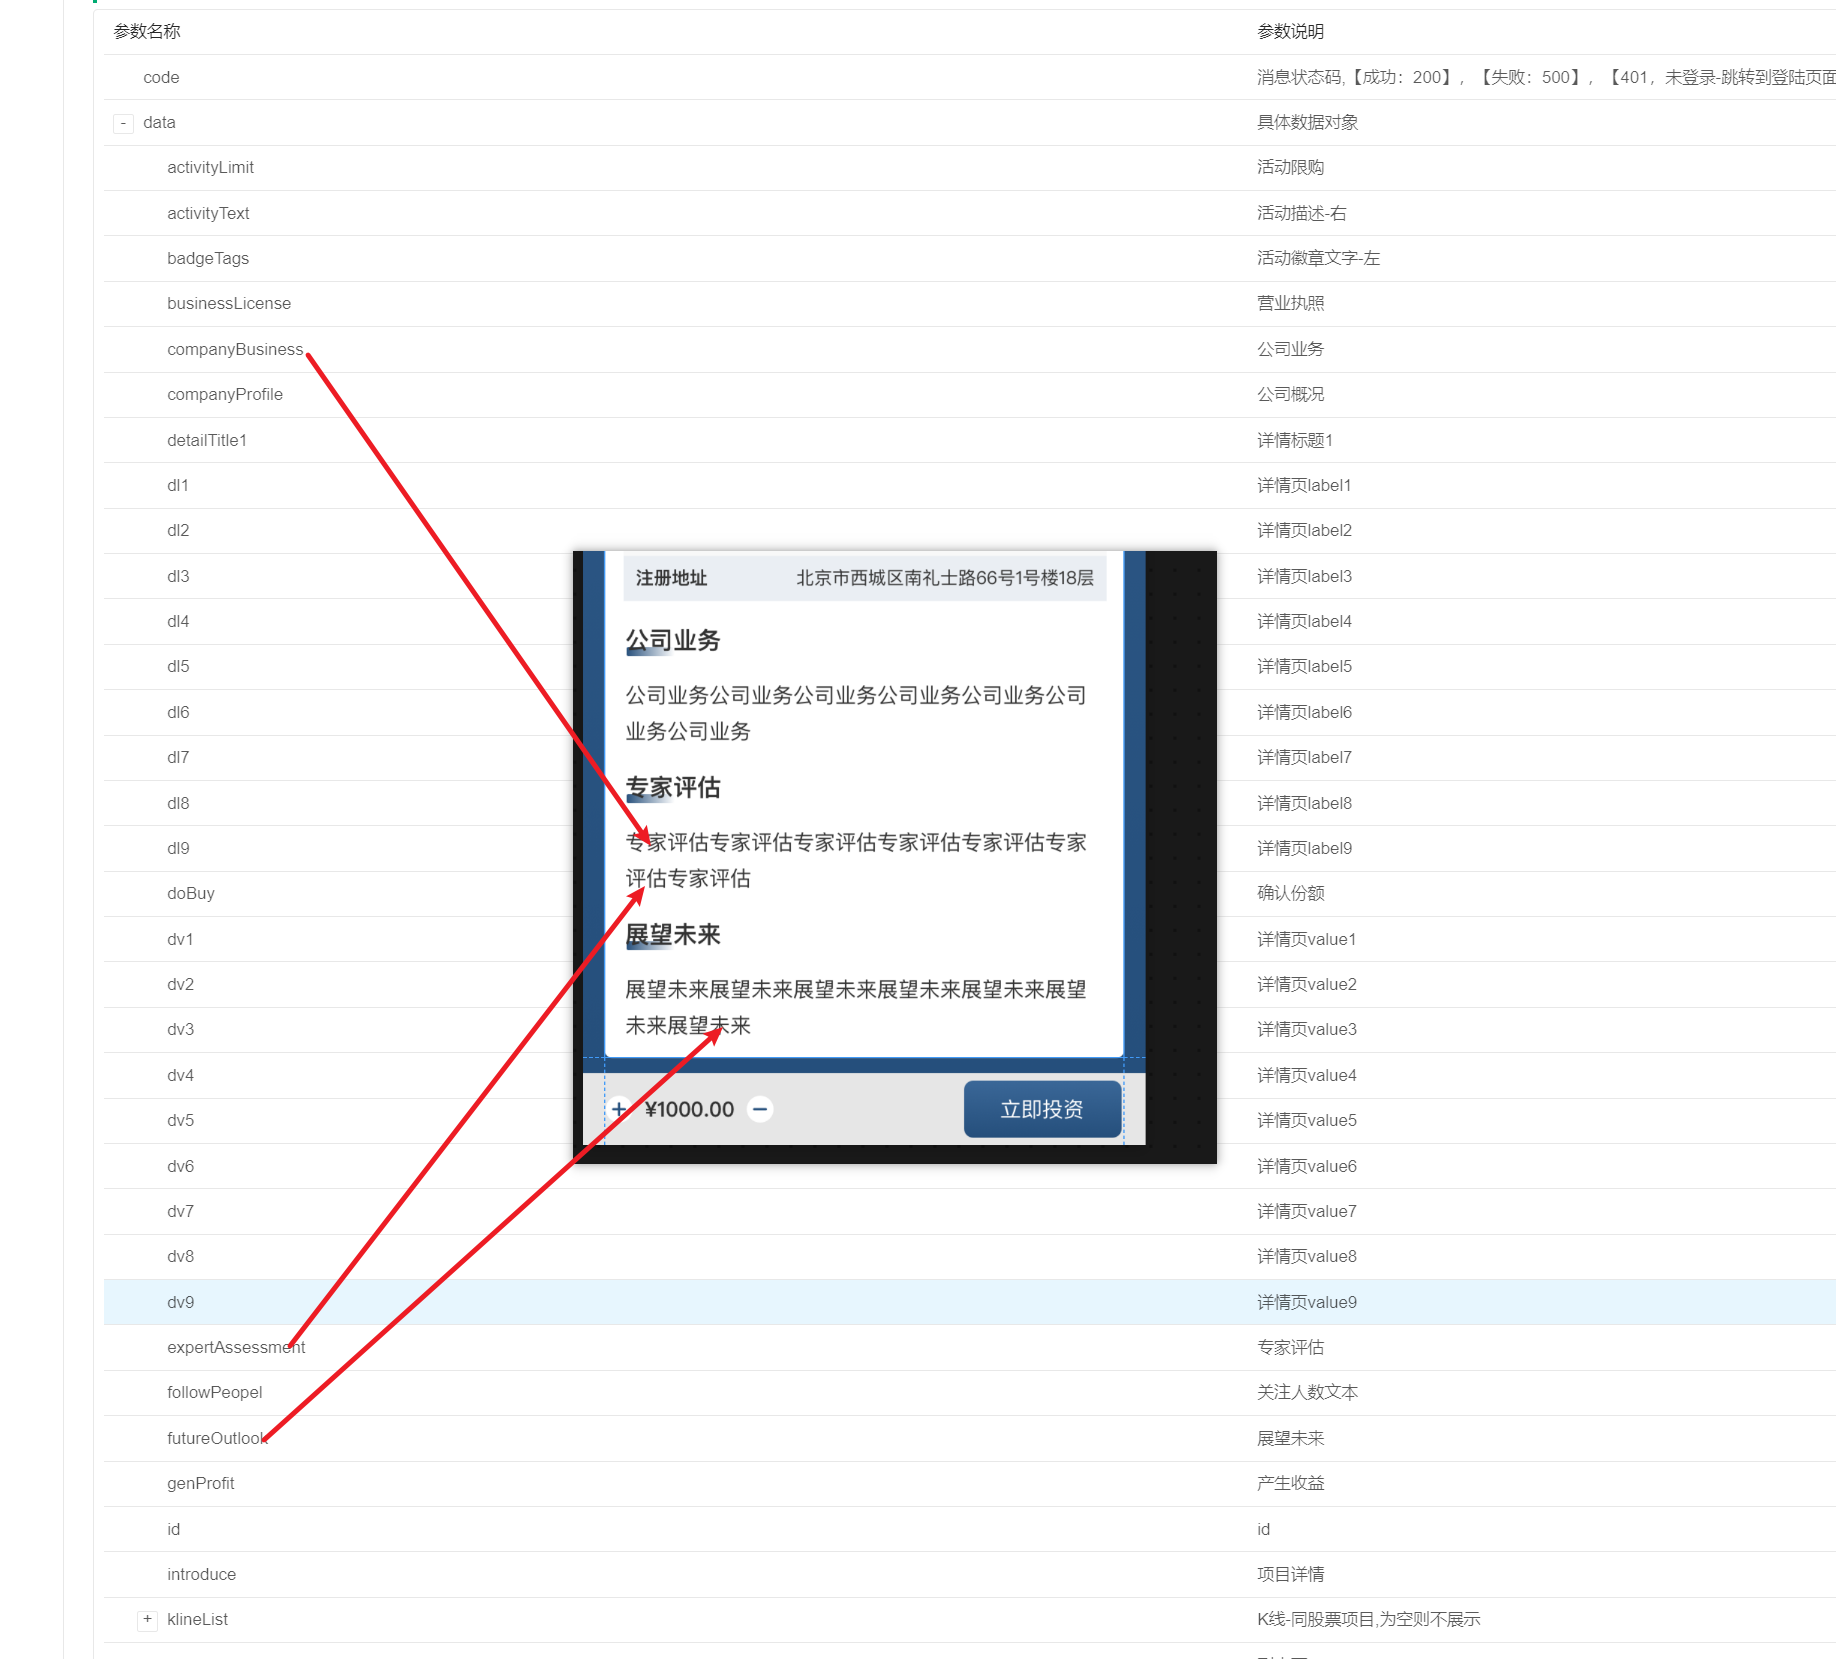 参数名称 参数说明
code 消息状态码,【成功：200】，【失败：500】，【401，未登录-跳转到登陆页面
- data 具体数据对象
activityLimit 活动限购
activityText 活动描述-右
badgeTags 活动徽章文字-左
businessLicense 营业执照
companyBusiness 公司业务
companyProfile 公司概况
detailTitle1 详情标题1
dl1 详情页label1
dl2 详情页label2
dl3 详情页label3
dl4 详情页label4
dl5 详情页label5
dl6 详情页label6
dl7 详情页label7
dl8 详情页label8
dl9 详情页label9
doBuy 确认份额
dv1 详情页value1
dv2 详情页value2
dv3 详情页value3
dv4 详情页value4
dv5 详情页value5
dv6 详情页value6
dv7 详情页value7
dv8 详情页value8
dv9 详情页value9
expertAssessment 专家评估
followPeopel 关注人数文本
futureOutlook 展望未来
genProfit 产生收益
id id
introduce 项目详情
+ klineList K线-同股票项目,为空则不展示
注册地址 北京市西城区南礼士路66号1号楼18层
公司业务
公司业务公司业务公司业务公司业务公司业务公司
业务公司业务
专家评估
专家评估专家评估专家评估专家评估专家评估专家
评估专家评估
展望未来
展望未来展望未来展望未来展望未来展望未来展望
未来展望未来
+ ¥1000.00 − 立即投资